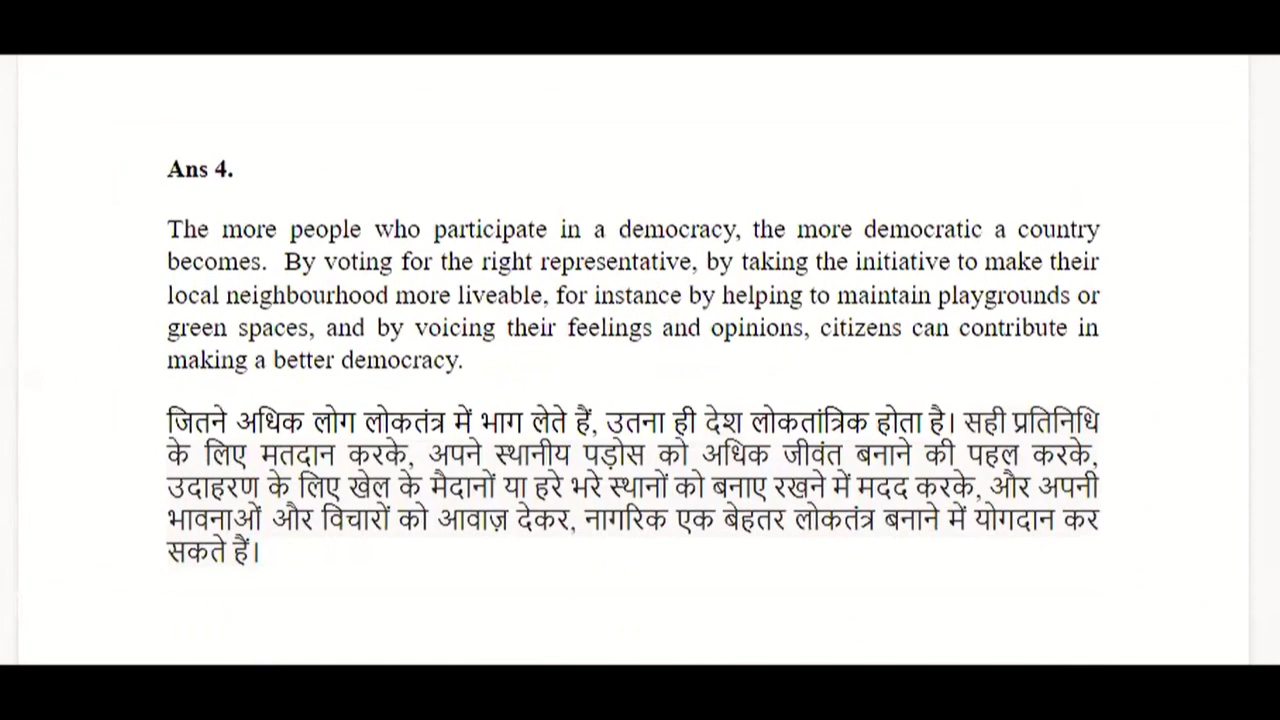 Ans 4.
The more people who participate in a democracy, the more democratic a country
becomes. By voting for the right representative, by taking the initiative to make their
local neighbourhood more liveable, for instance by helping to maintain playgrounds or
green spaces, and by voicing their feelings and opinions, citizens can contribute in
making a better democracy.
जितने अधिक लोग लोकतंत्र में भाग लेते हैं, उतना ही देश लोकतांत्रिक होता है। सही प्रतिनिधि
के लिए मतदान करके, अपने स्थानीय पड़ोस को अधिक जीवंत बनाने की पहल करके,
उदाहरण के लिए खेल के मैदानों या हरे भरे स्थानों को बनाए रखने में मदद करके, और अपनी
भावनाओं और विचारों को आवाज़ देकर, नागरिक एक बेहतर लोकतंत्र बनाने में योगदान कर
सकते हैं।